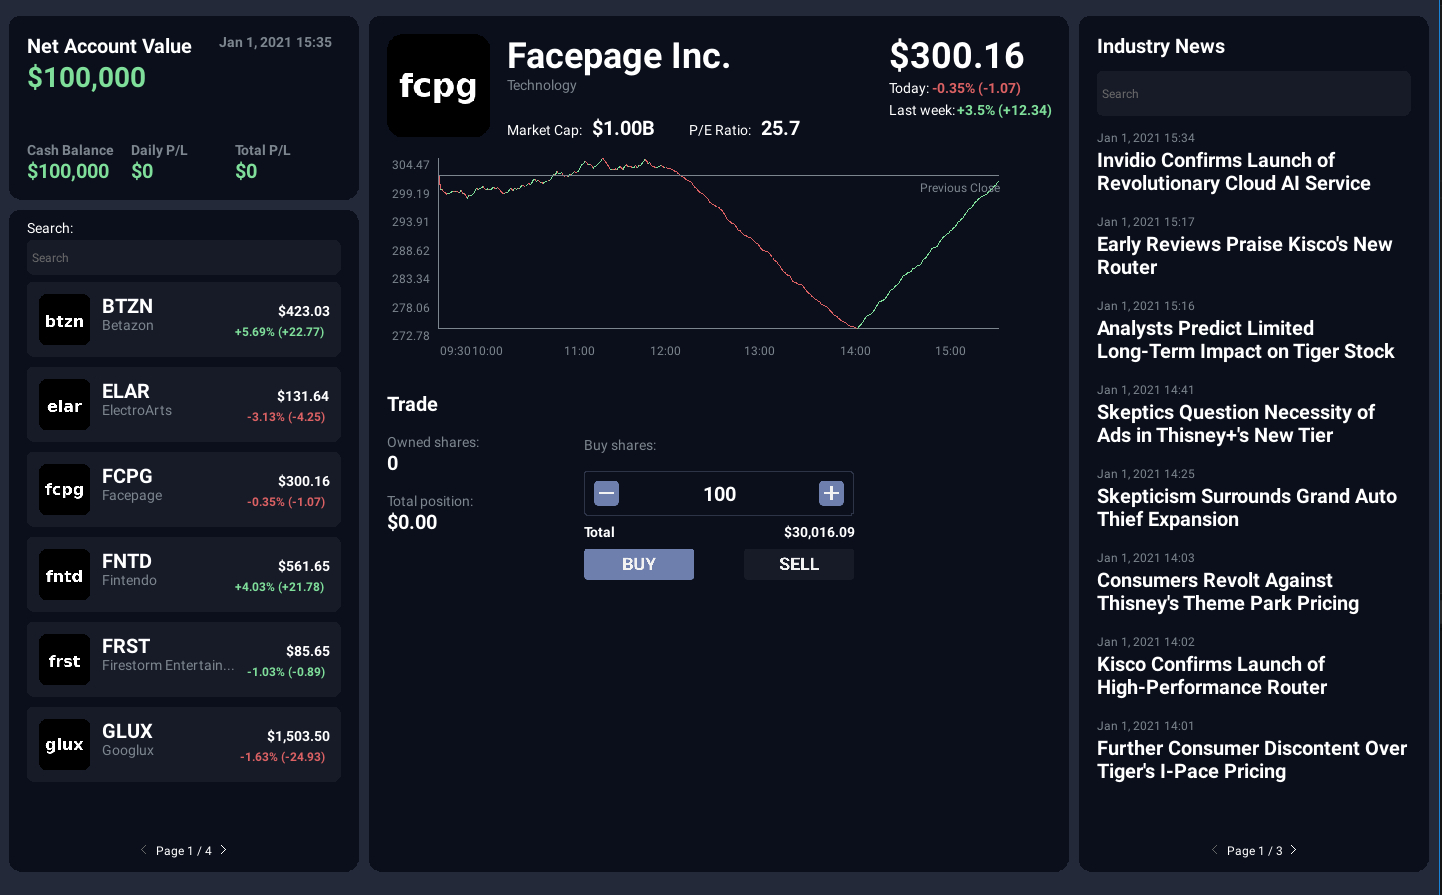 Net Account Value
Jan 1, 2021 15:35
$100,000
Cash Balance
Daily P/L
Total P/L
$100,000
$0
$0
Search:
Search
btzn
BTZN
Betazon
$423.03
+5.69% (+22.77)
elar
ELAR
ElectroArts
$131.64
-3.13% (-4.25)
fcpg
FCPG
Facepage
$300.16
-0.35% (-1.07)
fntd
FNTD
Fintendo
$561.65
+4.03% (+21.78)
frst
FRST
Firestorm Entertain...
$85.65
-1.03% (-0.89)
glux
GLUX
Googlux
$1,503.50
-1.63% (-24.93)
Page 1 / 4
fcpg
Facepage Inc.
Technology
Market Cap: $1.00B
P/E Ratio: 25.7
$300.16
Today: -0.35% (-1.07)
Last week: +3.5% (+12.34)
304.47
299.19
293.91
288.62
283.34
278.06
272.78
Previous Close
09:30 10:00 11:00 12:00 13:00 14:00 15:00
Trade
Owned shares:
0
Total position:
$0.00
Buy shares:
100
Total $30,016.09
BUY
SELL
Industry News
Search
Jan 1, 2021 15:34
Invidio Confirms Launch of
Revolutionary Cloud AI Service
Jan 1, 2021 15:17
Early Reviews Praise Kisco's New
Router
Jan 1, 2021 15:16
Analysts Predict Limited
Long-Term Impact on Tiger Stock
Jan 1, 2021 14:41
Skeptics Question Necessity of
Ads in Thisney+'s New Tier
Jan 1, 2021 14:25
Skepticism Surrounds Grand Auto
Thief Expansion
Jan 1, 2021 14:03
Consumers Revolt Against
Thisney's Theme Park Pricing
Jan 1, 2021 14:02
Kisco Confirms Launch of
High-Performance Router
Jan 1, 2021 14:01
Further Consumer Discontent Over
Tiger's I-Pace Pricing
Page 1 / 3